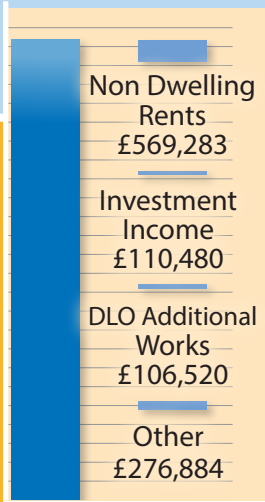 Non Dwelling
Rents
£569,283
Investment
Income
£110,480
DLO Additional
Works
£106,520
Other
£276,884